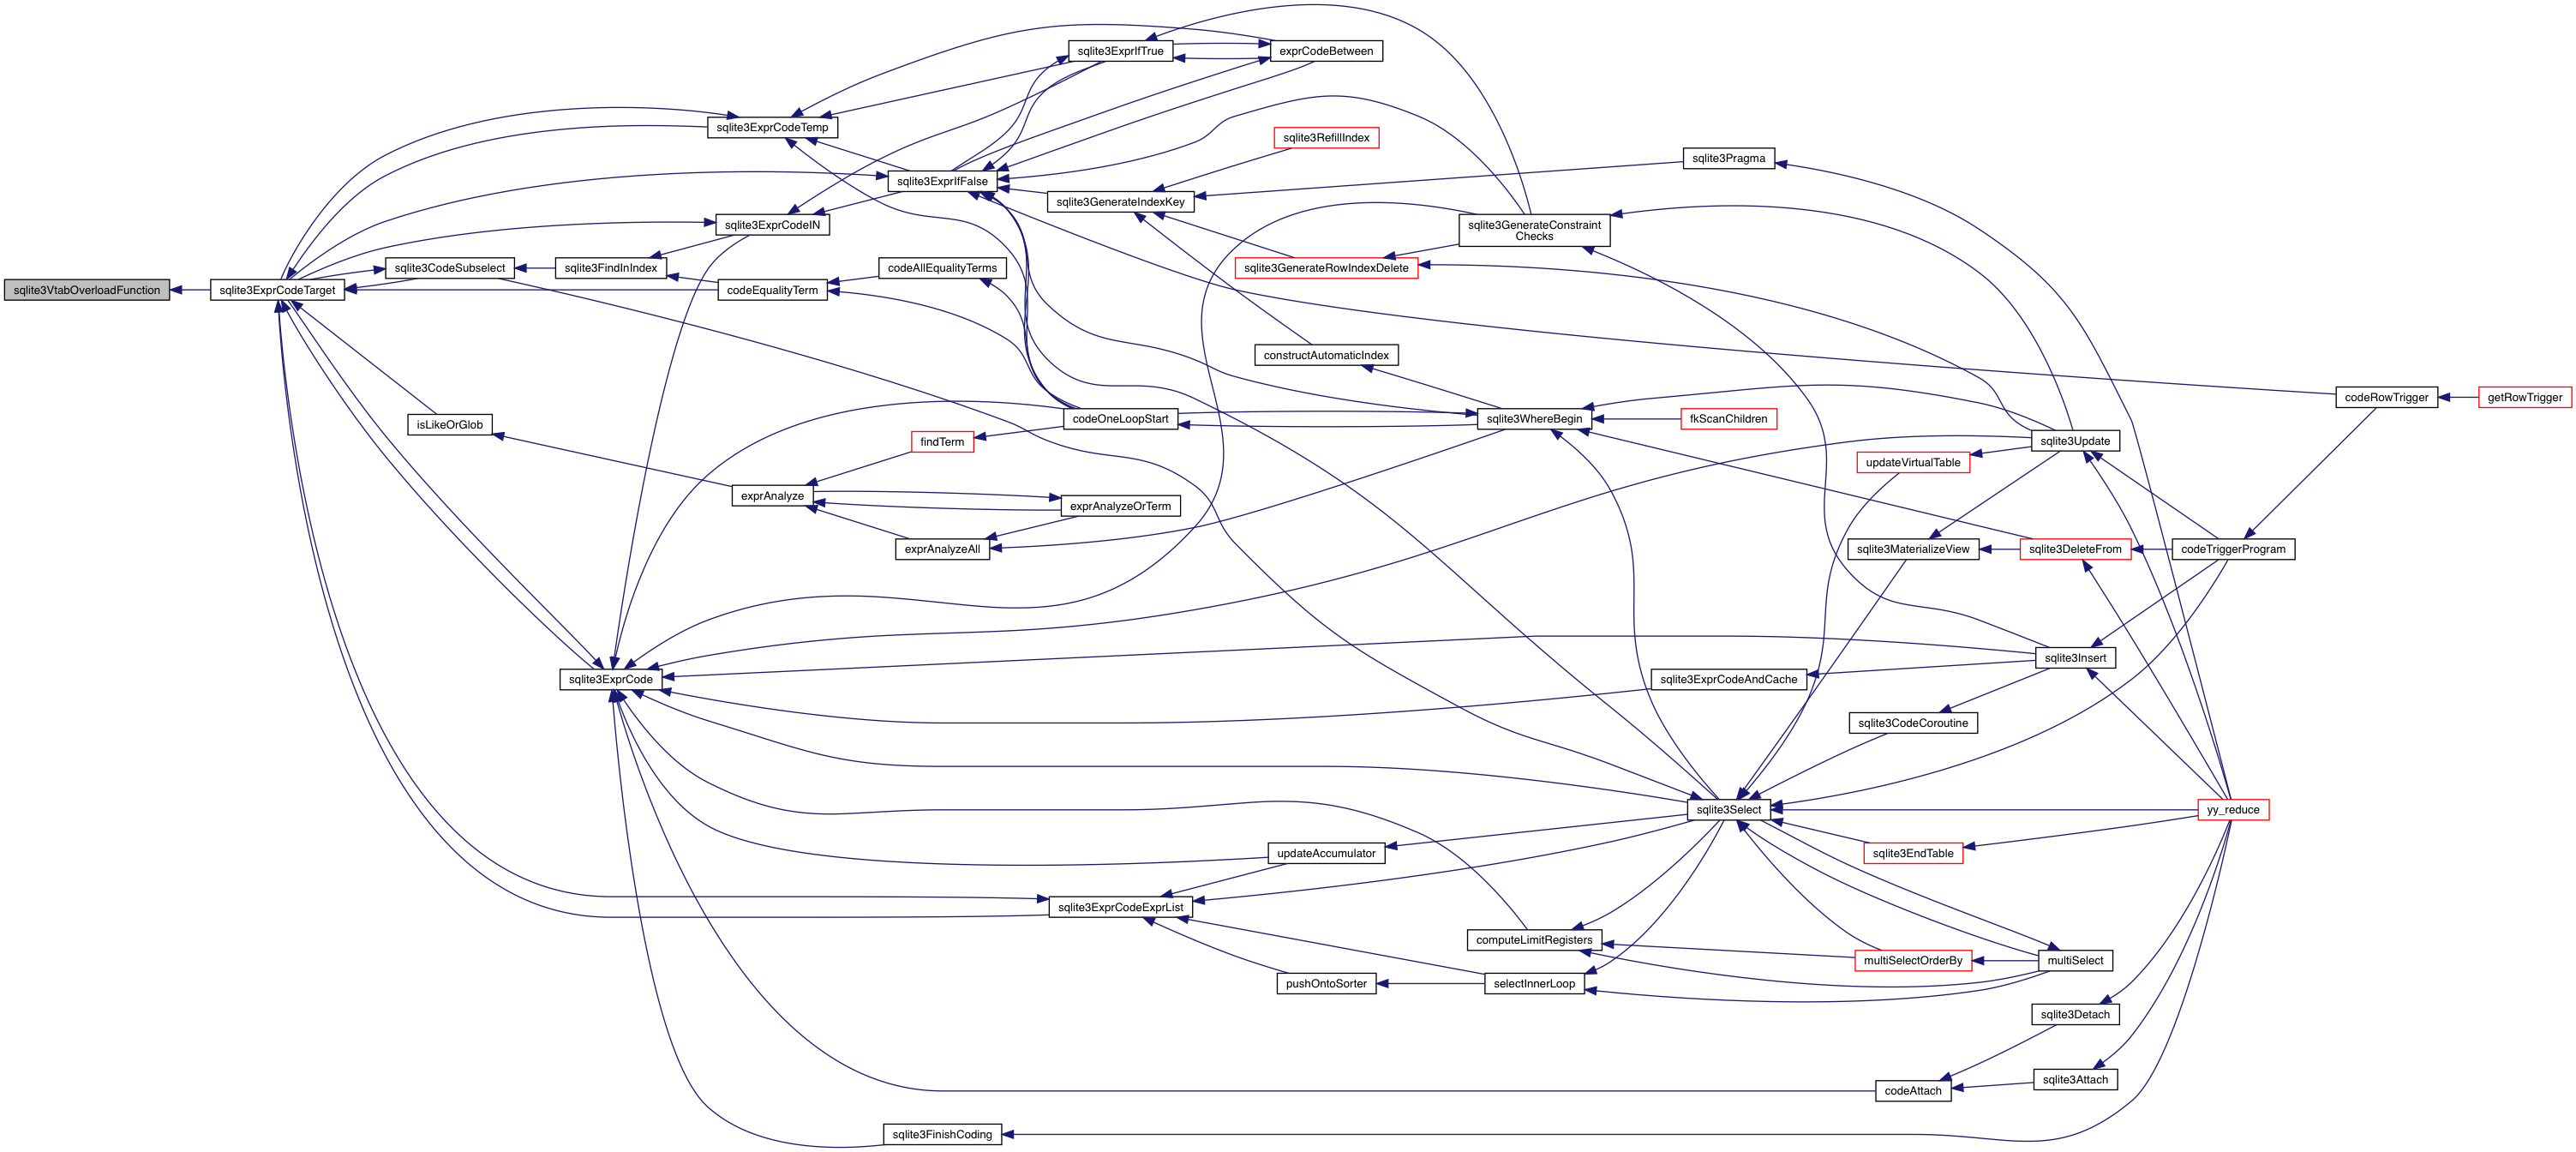 sqlite3VtabOverloadFunction
sqlite3ExprCodeTarget
sqlite3ExprCodeTemp
sqlite3ExprIfTrue
exprCodeBetween
sqlite3ExprIfFalse
sqlite3RefillIndex
sqlite3Pragma
sqlite3GenerateIndexKey
sqlite3ExprCodeIN
sqlite3GenerateConstraint
Checks
sqlite3CodeSubselect
sqlite3FindInIndex
codeAllEqualityTerms
sqlite3GenerateRowIndexDelete
codeEqualityTerm
constructAutomaticIndex
codeRowTrigger
getRowTrigger
isLikeOrGlob
findTerm
codeOneLoopStart
sqlite3WhereBegin
fkScanChildren
sqlite3Update
updateVirtualTable
exprAnalyze
exprAnalyzeOrTerm
exprAnalyzeAll
sqlite3MaterializeView
sqlite3DeleteFrom
codeTriggerProgram
sqlite3Insert
sqlite3ExprCode
sqlite3ExprCodeAndCache
sqlite3CodeCoroutine
sqlite3Select
yy_reduce
updateAccumulator
sqlite3EndTable
sqlite3ExprCodeExprList
computeLimitRegisters
multiSelectOrderBy
multiSelect
pushOntoSorter
selectInnerLoop
sqlite3Detach
codeAttach
sqlite3Attach
sqlite3FinishCoding